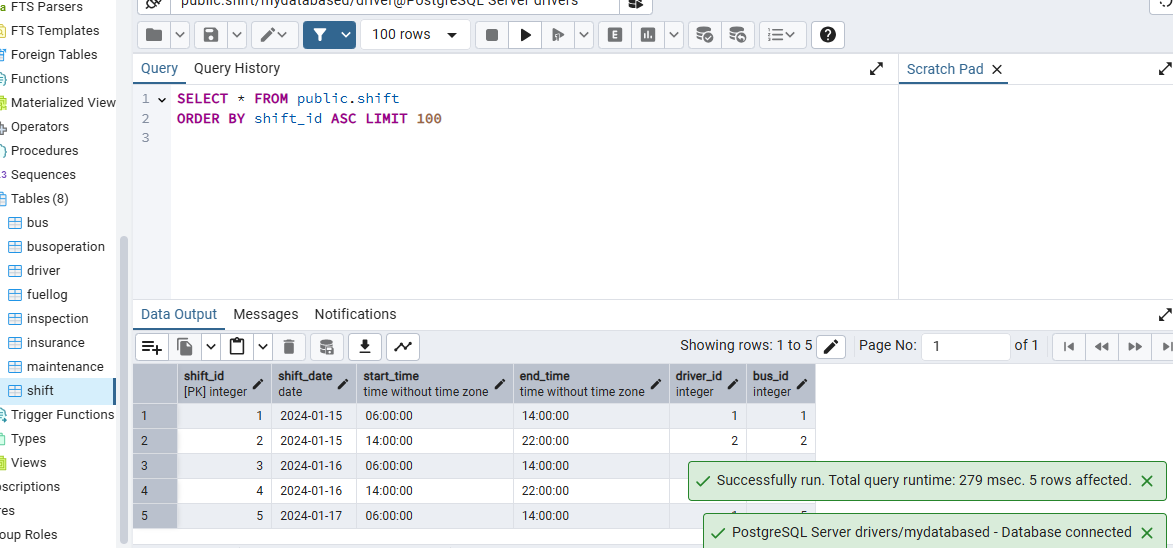 public.shift/mydatabased/driver@PostgreSQL Server drivers
FTS Parsers
FTS Templates
Foreign Tables
Functions
Materialized View
Operators
Procedures
.3 Sequences
Tables (8)
bus
busoperation
driver
fuellog
inspection
insurance
maintenance
shift
Trigger Functions
Types
Views
bscriptions
res
oup Roles
100 rows
E
Query Query History
Scratch Pad
1 SELECT * FROM public.shift
2 ORDER BY shift_id ASC LIMIT 100
3
Data Output Messages Notifications
Showing rows: 1 to 5 Page No: 1 of 1
shift_id [PK] integer shift_date date start_time time without time zone end_time time without time zone driver_id integer bus_id integer
1 1 2024-01-15 06:00:00 14:00:00 1 1
2 2 2024-01-15 14:00:00 22:00:00 2 2
3 3 2024-01-16 06:00:00 14:00:00
4 4 2024-01-16 14:00:00 22:00:00
5 5 2024-01-17 06:00:00 14:00:00
Successfully run. Total query runtime: 279 msec. 5 rows affected.
PostgreSQL Server drivers/mydatabased - Database connected